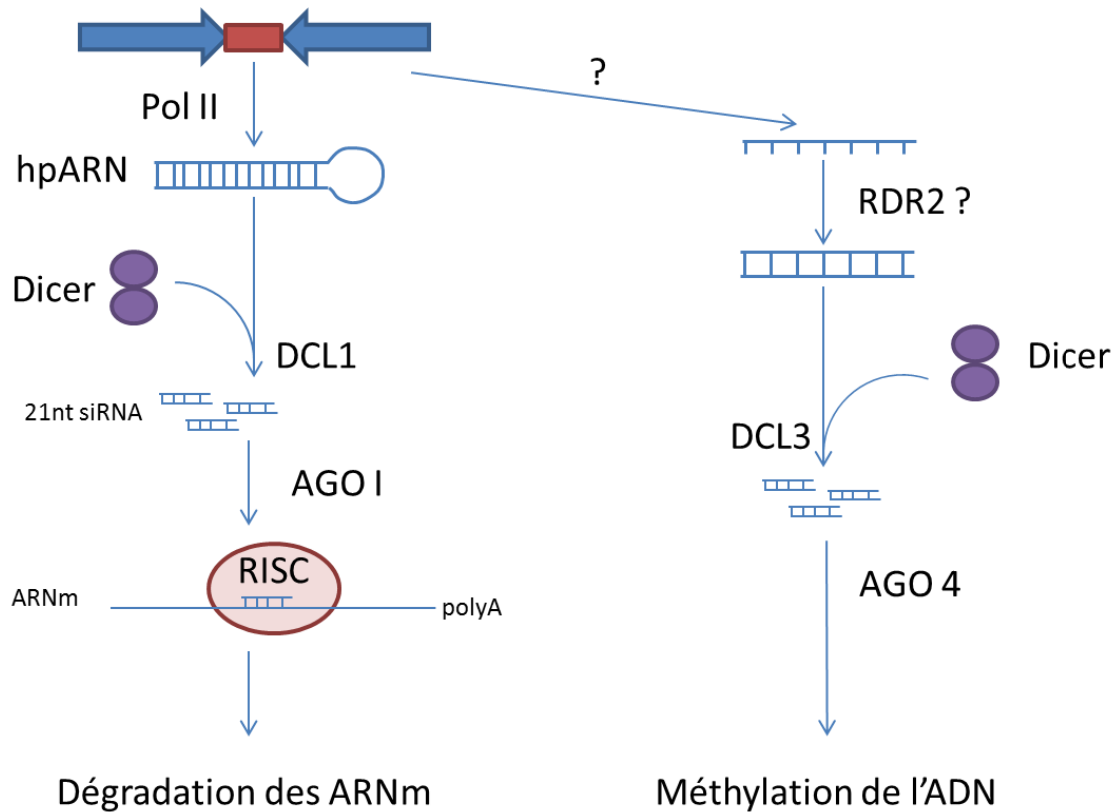 ?
Pol II
hpARN
RDR2 ?
Dicer
DCL1
Dicer
21nt siRNA
DCL3
AGO I
RISC
ARNm
polyA
AGO 4
Dégradation des ARNm
Méthylation de l'ADN